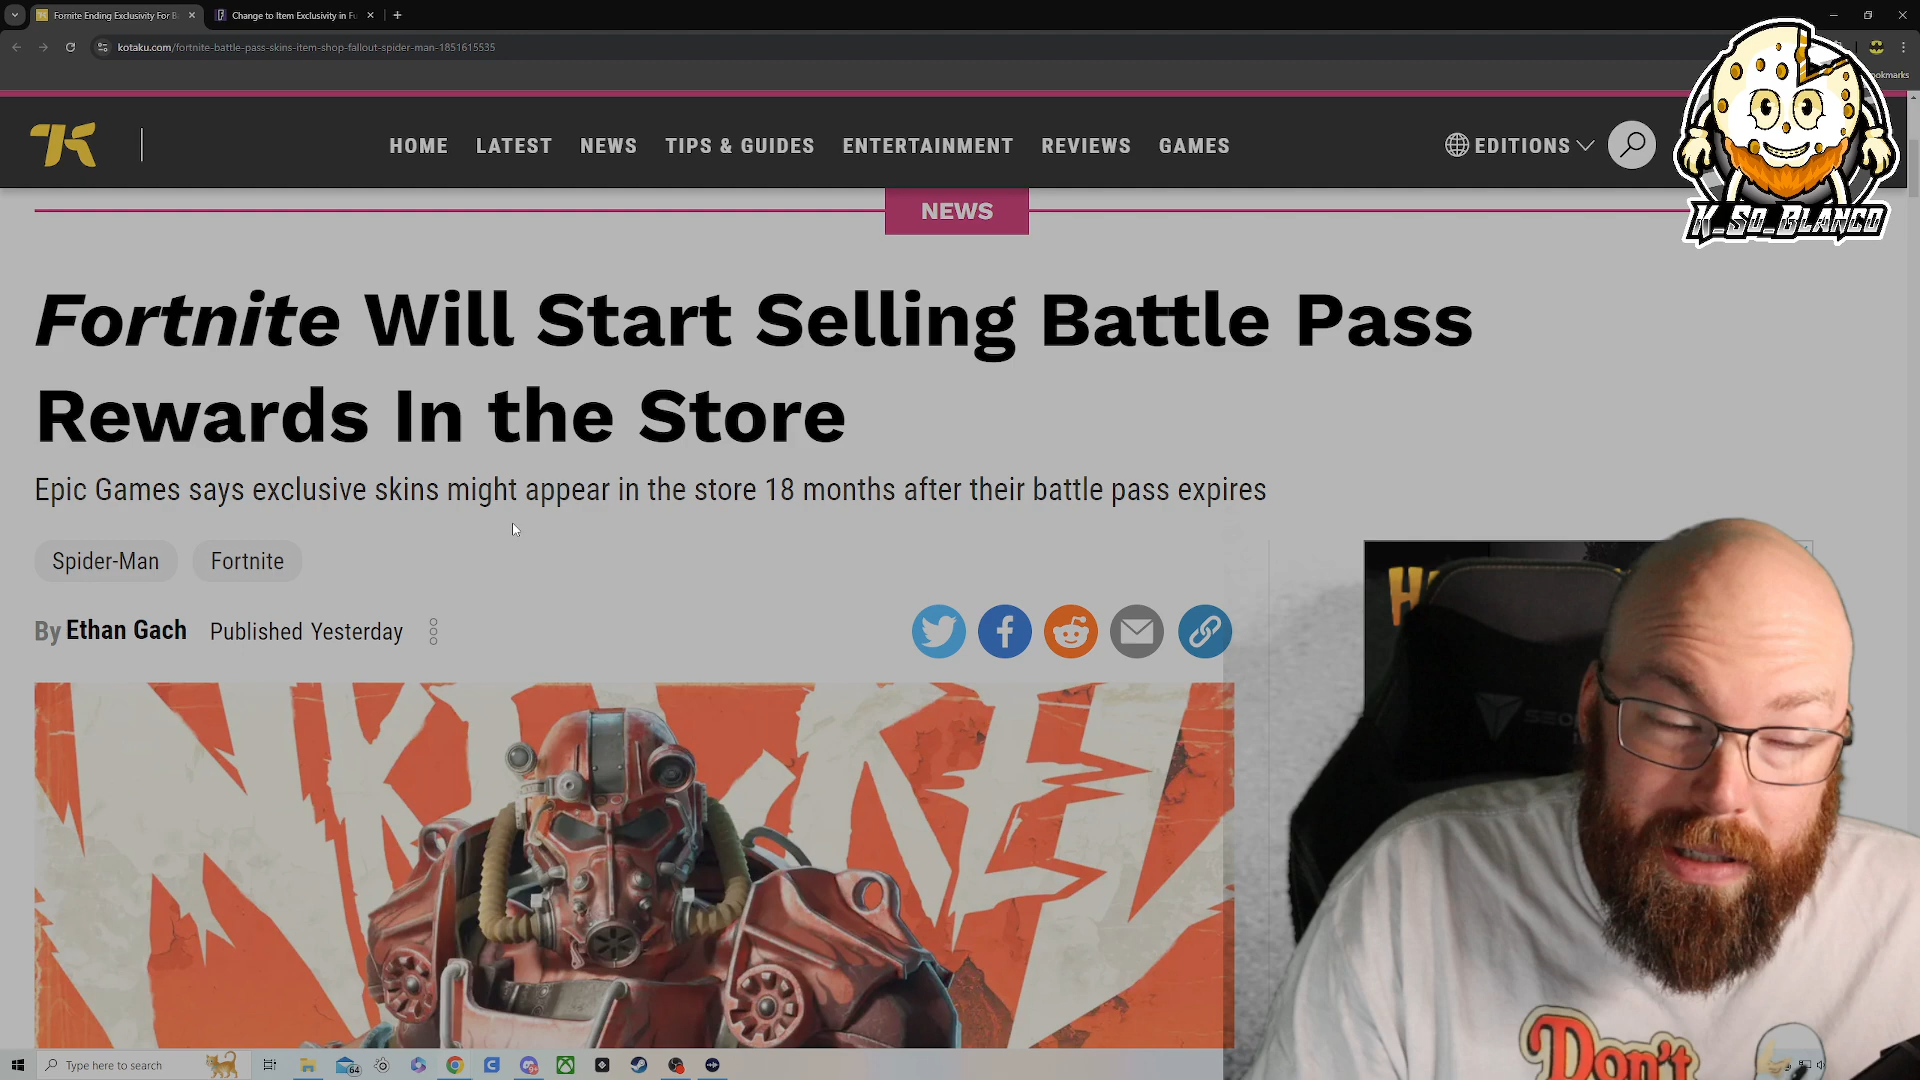 Fornite Ending Exclusivity For B
Change to Item Exclusivity in Fu
kotaku.com/fortnite-battle-pass-skins-item-shop-fallout-spider-man-1851615535
HOME LATEST NEWS TIPS & GUIDES ENTERTAINMENT REVIEWS GAMES
EDITIONS
K_So_Blanco
NEWS
Fortnite Will Start Selling Battle Pass
Rewards In the Store
Epic Games says exclusive skins might appear in the store 18 months after their battle pass expires
Spider-Man
Fortnite
By Ethan Gach Published Yesterday
Don't
Type here to search
64